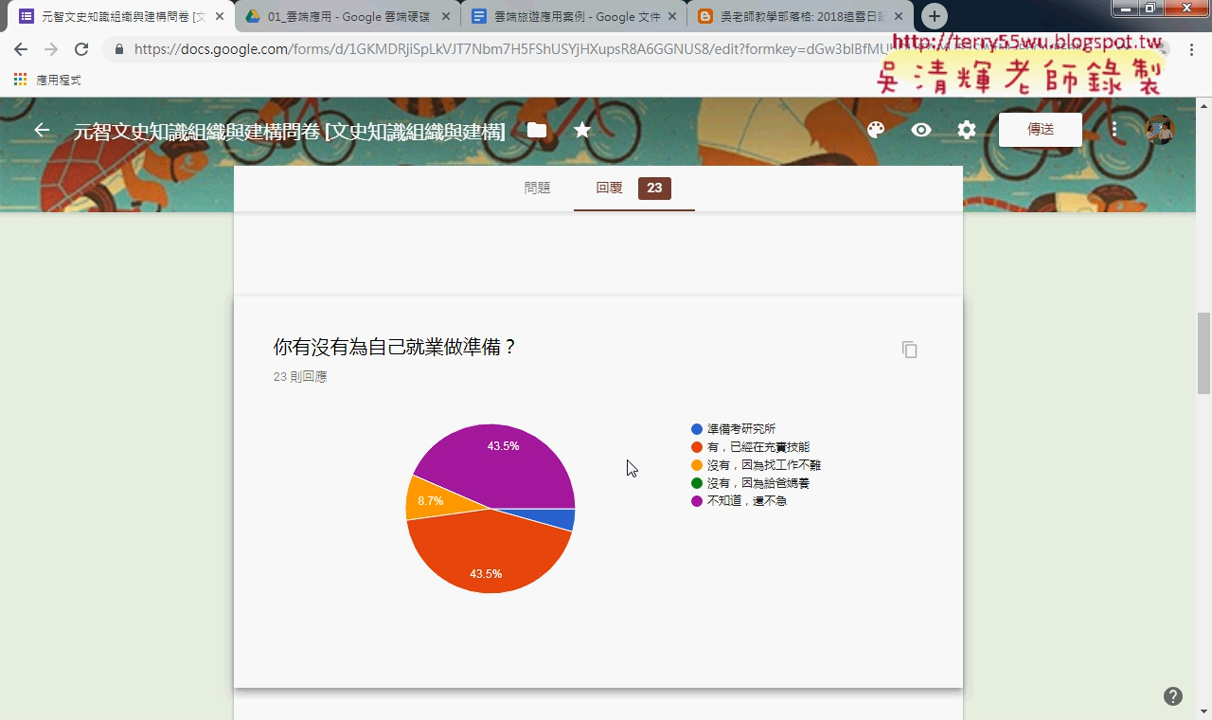 元智文史知識組織與建構問卷 [文
01_雲端應用 - Google 雲端硬碟
雲端旅遊應用案例 - Google 文件
吳老師教學部落格: 2018追雪日記
https://docs.google.com/forms/d/1GKMDRjiSpLkVJT7Nbm7H5FShUSYjHXupsR8A6GGNUS8/edit?formkey=dGw3blBfMU
http://terry55wu.blogspot.tw
吳清輝老師錄製
應用程式
元智文史知識組織與建構問卷 [文史知識組織與建構]
傳送
問題
回覆 23
你有沒有為自己就業做準備？
23 則回應
43.5%
8.7%
43.5%
準備考研究所
有，已經在充實技能
沒有，因為找工作不難
沒有，因為給爸媽養
不知道，還不急